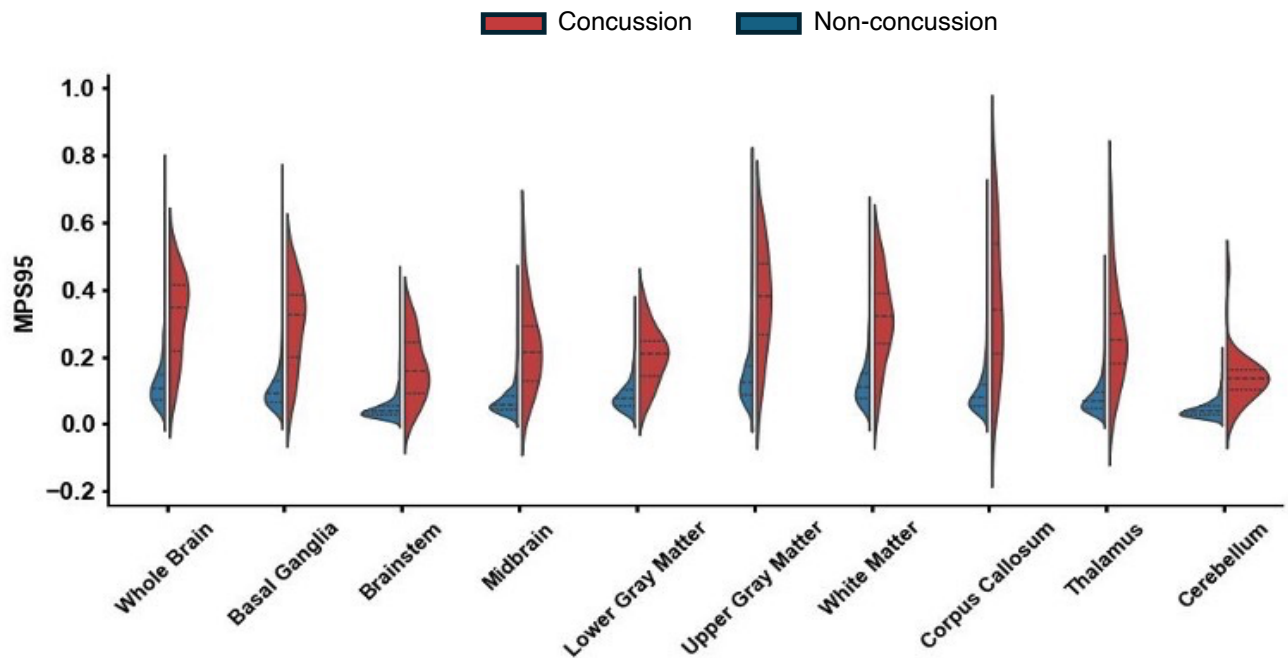 Concussion Non-concussion
MPS95
1.0
0.8
0.6
0.4
0.2
0.0
−0.2
Whole Brain
Basal Ganglia
Brainstem
Midbrain
Lower Gray Matter
Upper Gray Matter
White Matter
Corpus Callosum
Thalamus
Cerebellum